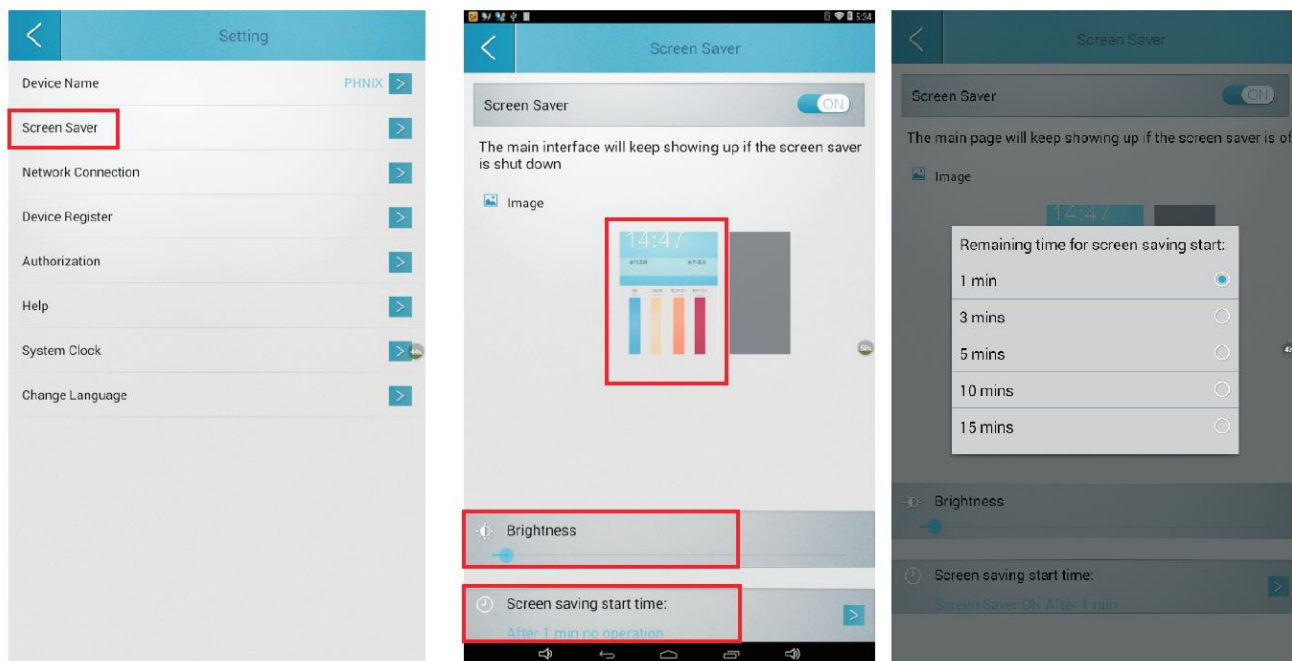 Setting
Device Name
PHNIX
Screen Saver
Network Connection
Device Register
Authorization
Help
System Clock
Change Language
5:34
Screen Saver
Screen Saver
ON
The main interface will keep showing up if the screen saver
is shut down
Image
14:47
Brightness
Screen saving start time:
After 1 min no operation
Screen Saver
Screen Saver
ON
The main page will keep showing up if the screen saver is of
Image
14:47
Remaining time for screen saving start:
1 min
3 mins
5 mins
10 mins
15 mins
Brightness
Screen saving start time:
Screen Saver ON After 1 min